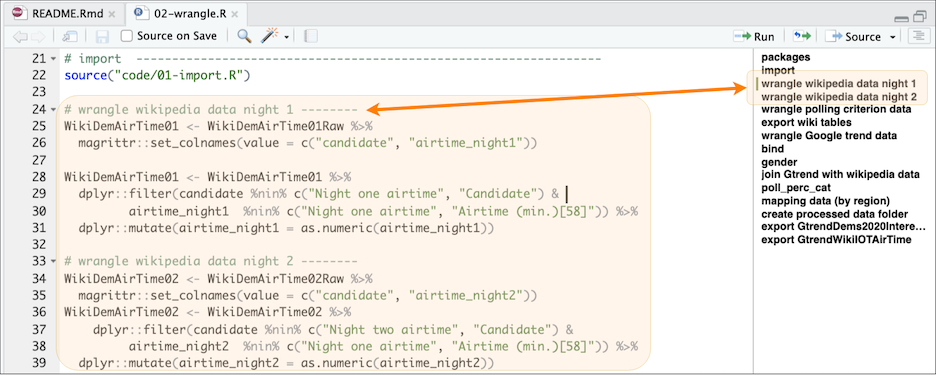 README.Rmd
02-wrangle.R
Source on Save
Run
Source
21 # import ----------------------------------------------------------------
22 source("code/01-import.R")
23
24 # wrangle wikipedia data night 1 --------
25 WikiDemAirTime01 <- WikiDemAirTime01Raw %>%
26   magrittr::set_colnames(value = c("candidate", "airtime_night1"))
27
28 WikiDemAirTime01 <- WikiDemAirTime01 %>%
29   dplyr::filter(candidate %nin% c("Night one airtime", "Candidate") &
30          airtime_night1  %nin% c("Night one airtime", "Airtime (min.)[58]")) %>%
31   dplyr::mutate(airtime_night1 = as.numeric(airtime_night1))
32
33 # wrangle wikipedia data night 2 --------
34 WikiDemAirTime02 <- WikiDemAirTime02Raw %>%
35   magrittr::set_colnames(value = c("candidate", "airtime_night2"))
36 WikiDemAirTime02 <- WikiDemAirTime02 %>%
37     dplyr::filter(candidate %nin% c("Night two airtime", "Candidate") &
38          airtime_night2  %nin% c("Night one airtime", "Airtime (min.)[58]")) %>%
39   dplyr::mutate(airtime_night2 = as.numeric(airtime_night2))
packages
import
wrangle wikipedia data night 1
wrangle wikipedia data night 2
wrangle polling criterion data
export wiki tables
wrangle Google trend data
bind
gender
join Gtrend with wikipedia data
poll_perc_cat
mapping data (by region)
create processed data folder
export GtrendDems2020Intere...
export GtrendWikiIOTAirTime